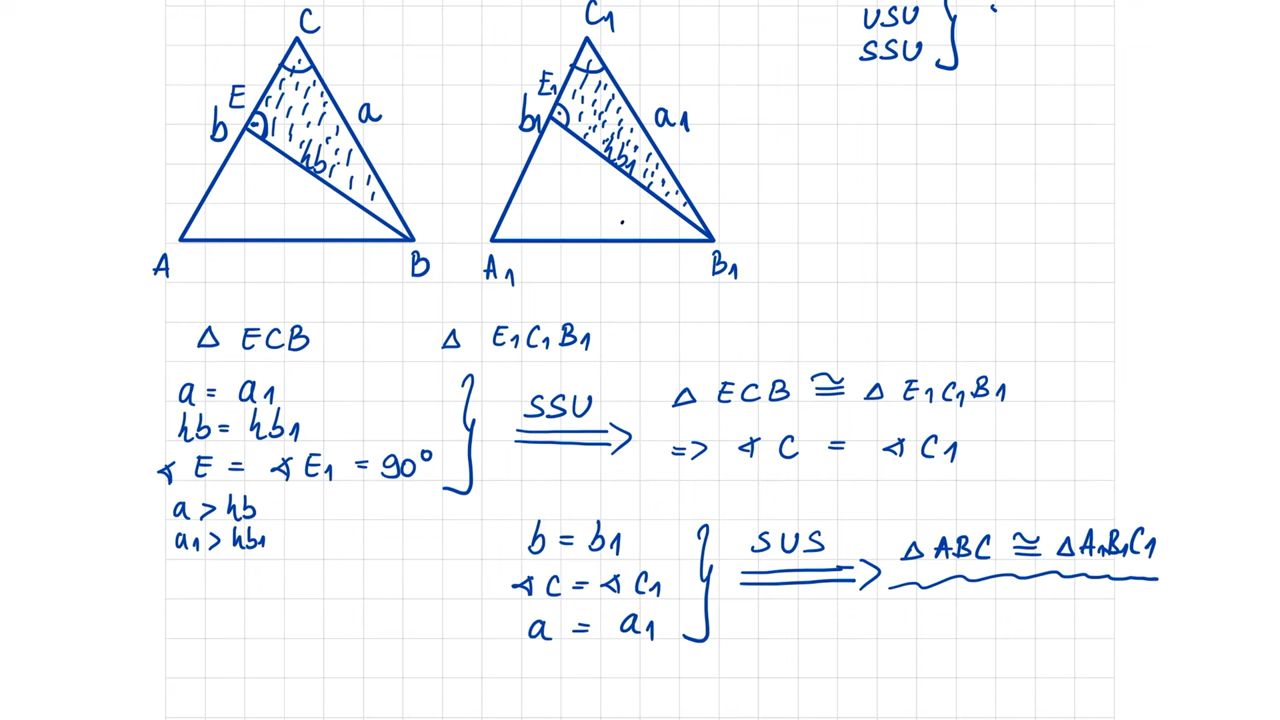 USU
SSU
C
C1
E
b
a
hb
A
B
E1
b1
a1
hb1
A1
B1
△ ECB △ E1C1B1
a = a1
hb = hb1
∢ E = ∢ E1 = 90°
a > hb
a1 > hb1
SSU
△ ECB ≅ △ E1C1B1
=> ∢ C = ∢ C1
b = b1
∢ C = ∢ C1
a = a1
SUS
△ ABC ≅ △ A1B1C1